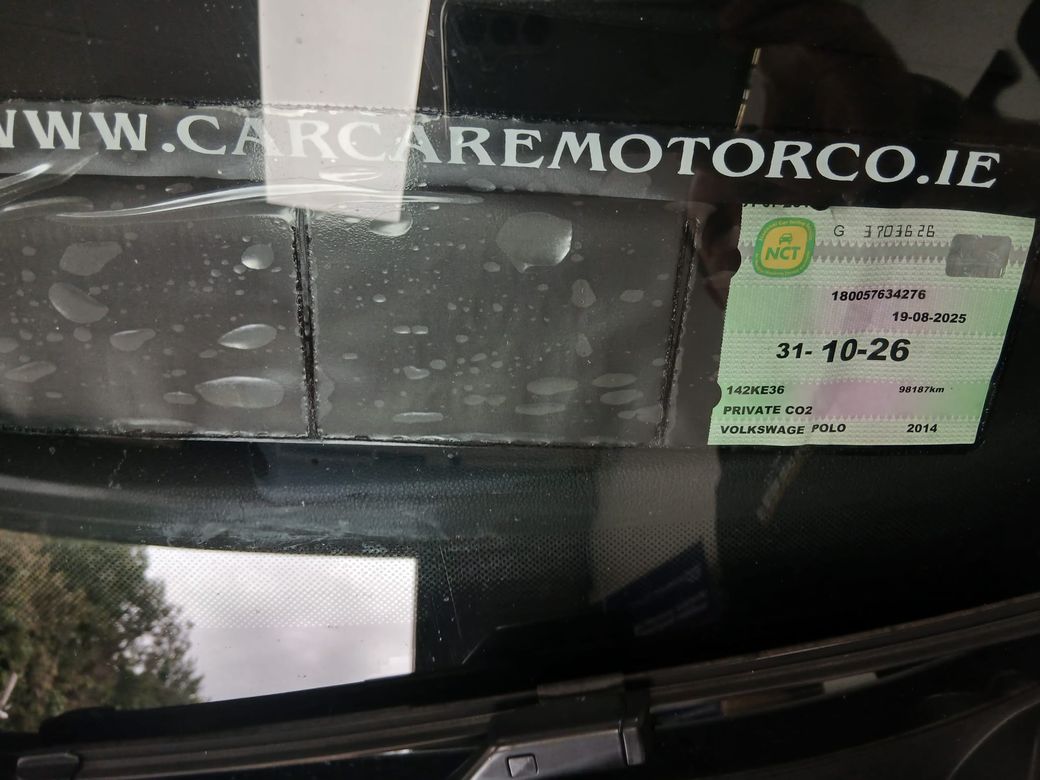 WWW.CARCAREMOTORCO.IE
NCT
G 3703626
180057634276
19-08-2025
31- 10-26
142KE36 98187km
PRIVATE CO2
VOLKSWAGE POLO 2014